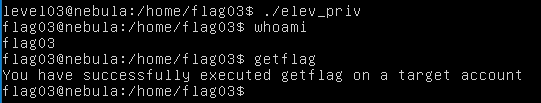 level03@nebula:/home/flag03$ ./elev_priv
flag03@nebula:/home/flag03$ whoami
flag03
flag03@nebula:/home/flag03$ getflag
You have successfully executed getflag on a target account
flag03@nebula:/home/flag03$